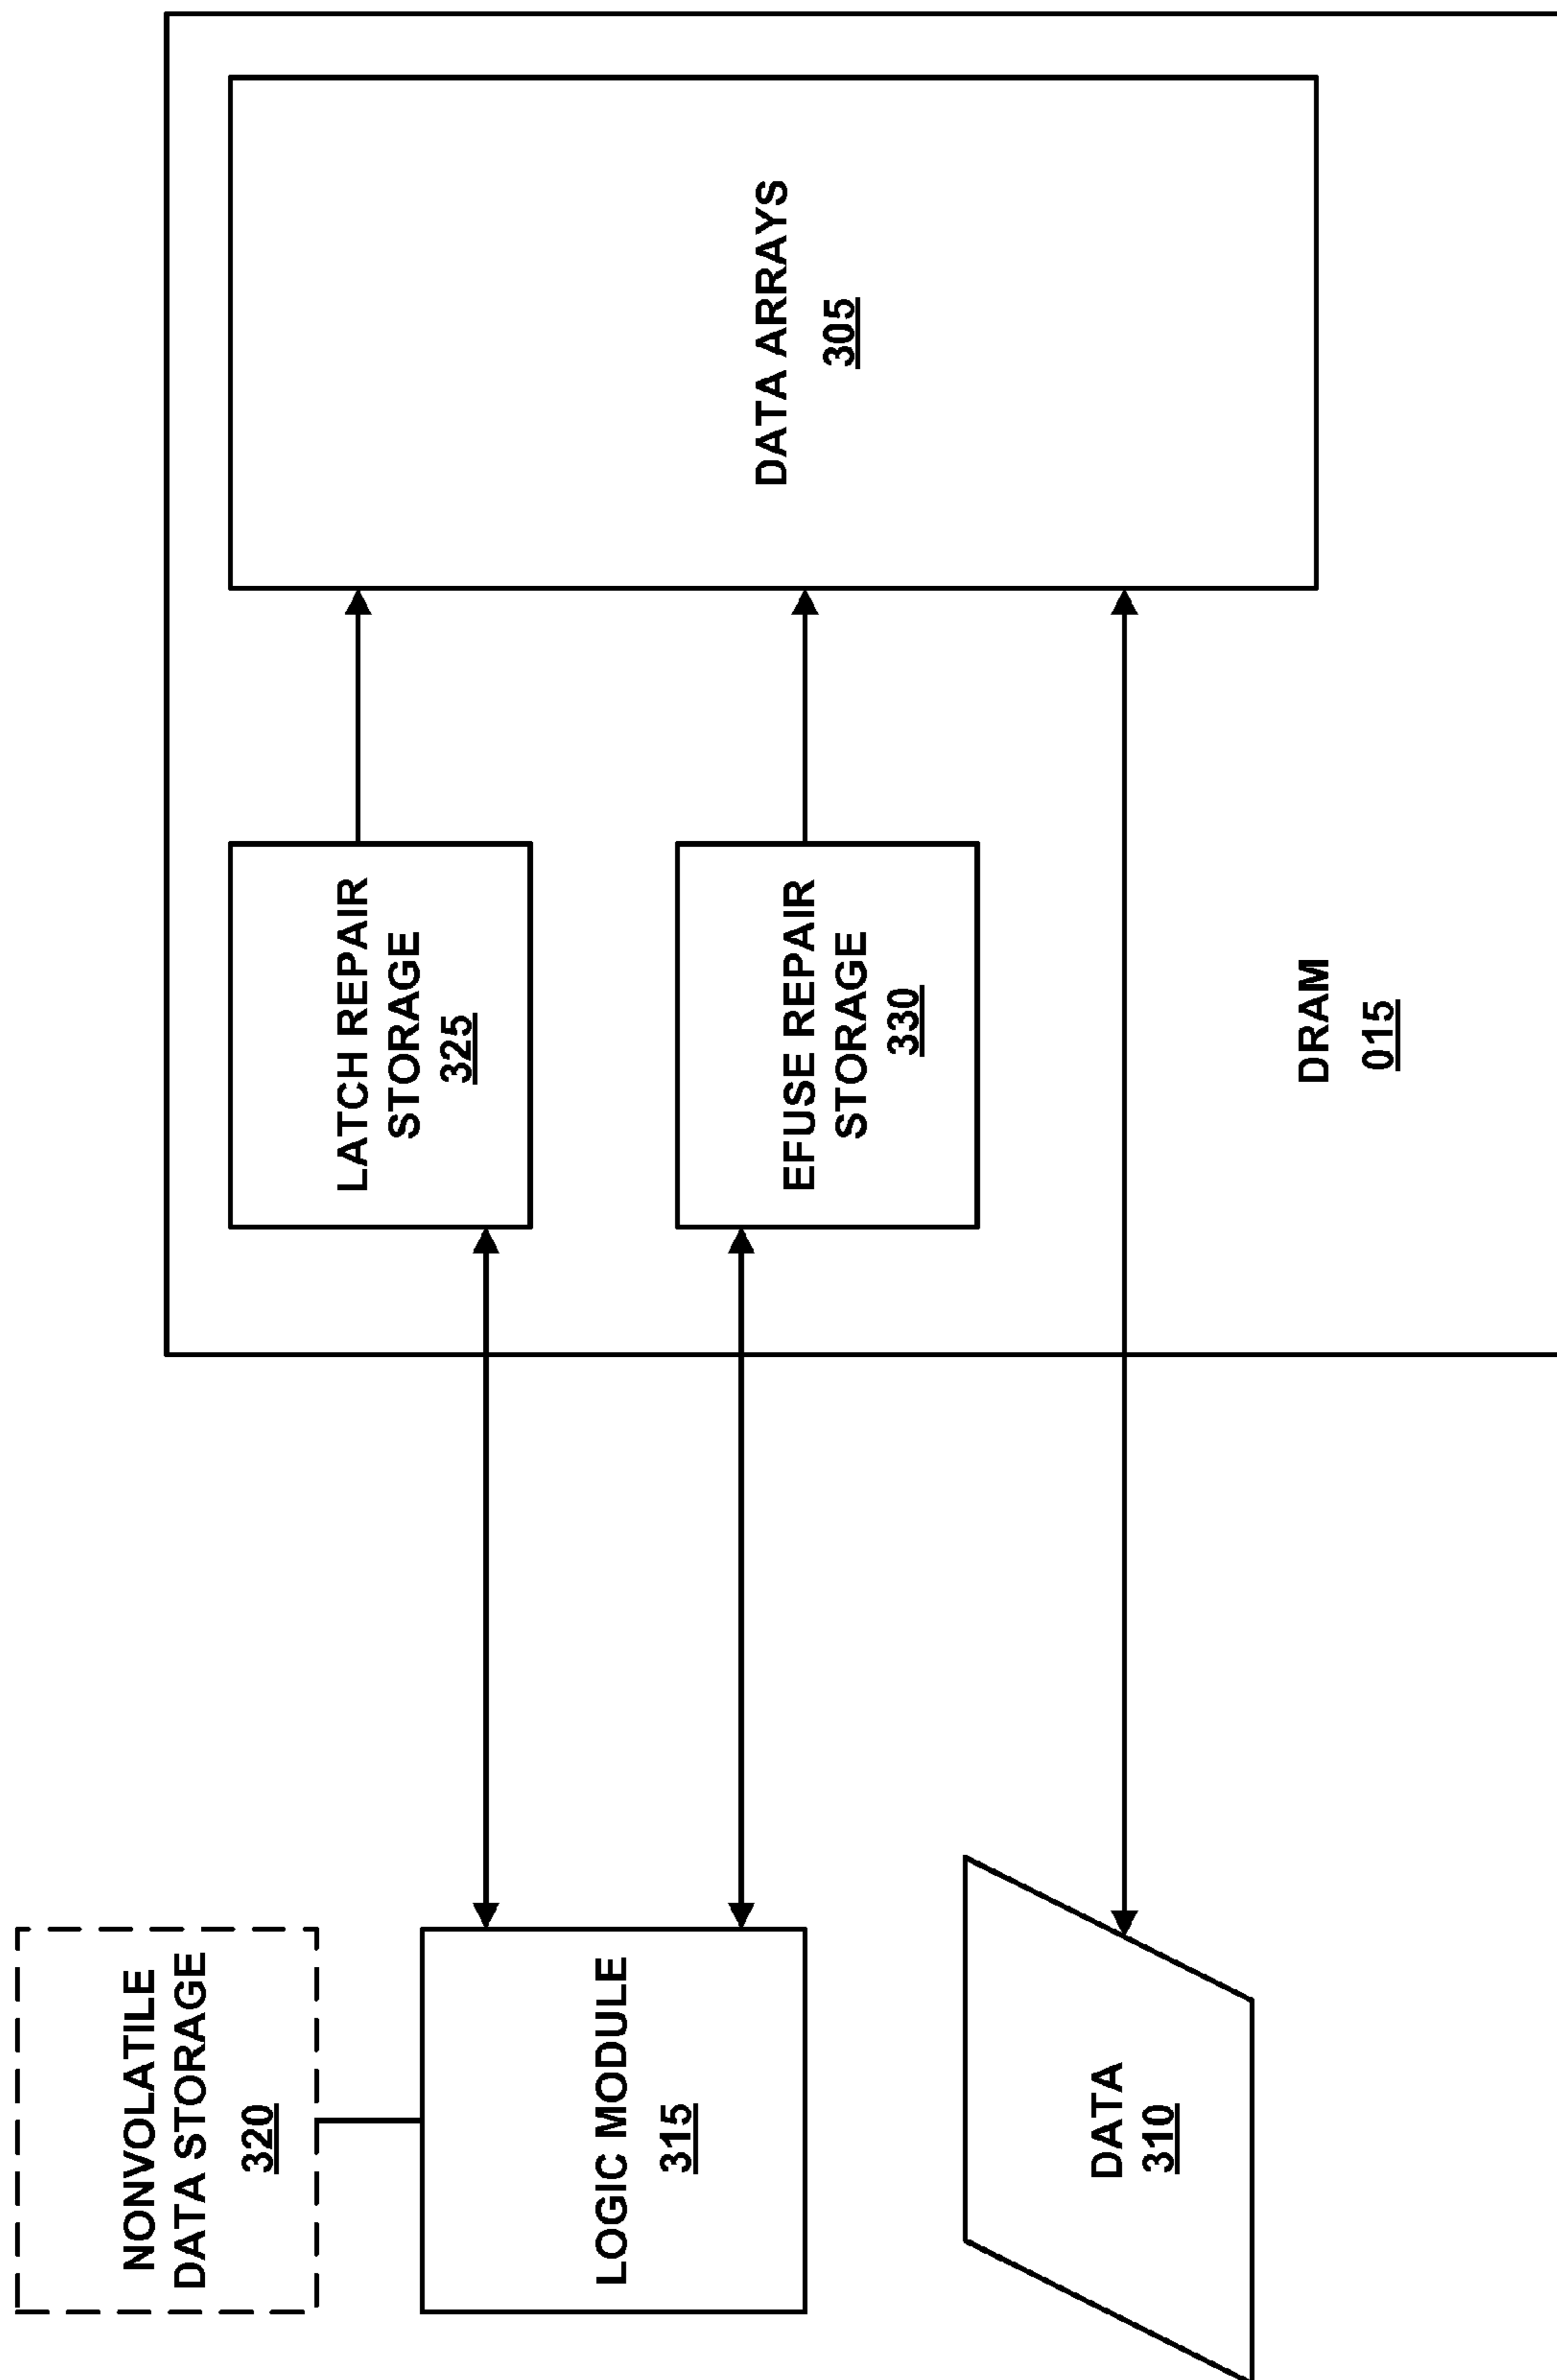 NONVOLATILE
DATA STORAGE
320
LOGIC MODULE
315
DATA
310
LATCH REPAIR
STORAGE
325
EFUSE REPAIR
STORAGE
330
DATA ARRAYS
305
DRAM
015